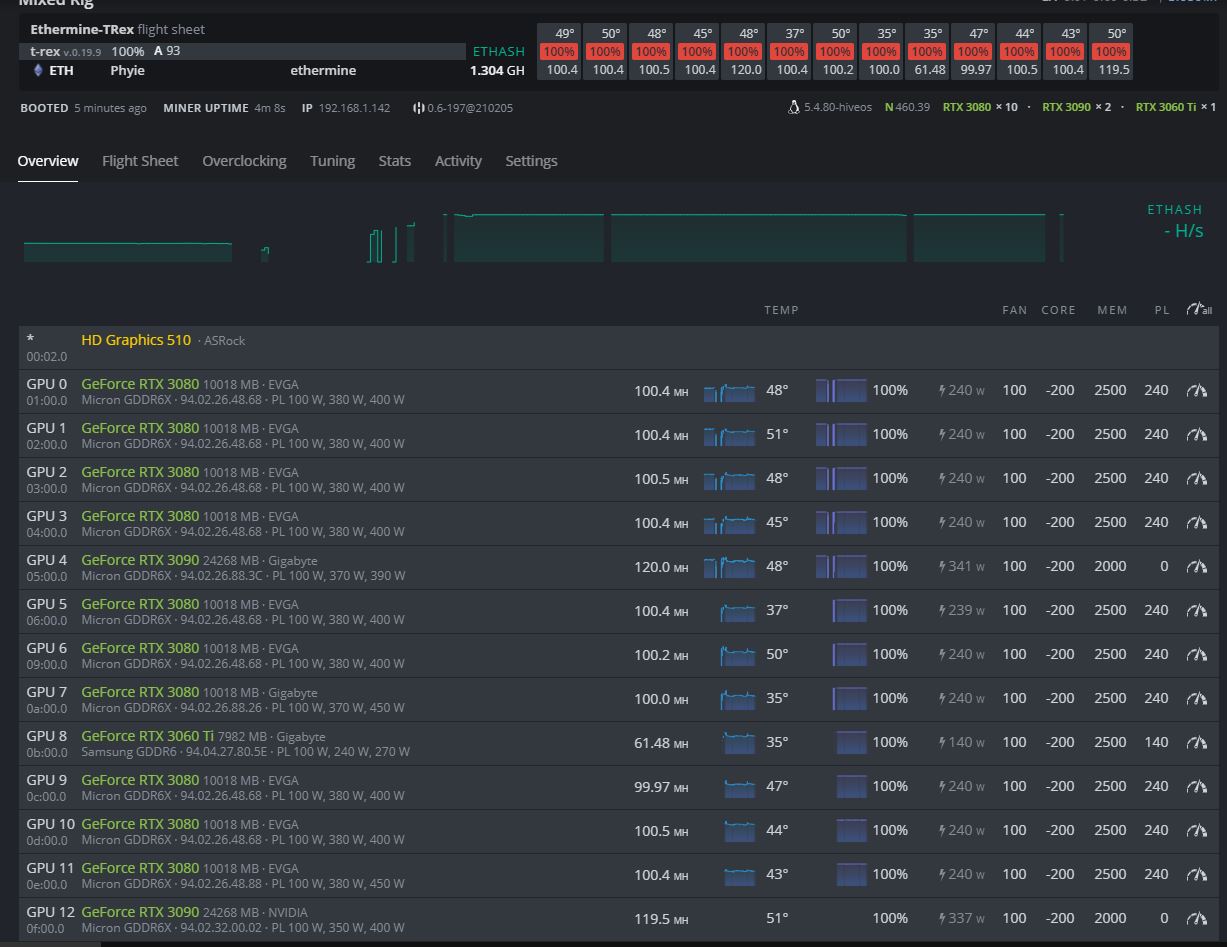 Mixed Rig
Ethermine-TRex flight sheet
49° 50° 48° 45° 48° 37° 50° 35° 35° 47° 44° 43° 50°
t-rex v.0.19.9 100% A 93 ETHASH 100% 100% 100% 100% 100% 100% 100% 100% 100% 100% 100% 100% 100%
ETH Phyie ethermine 1.304 GH 100.4 100.4 100.5 100.4 120.0 100.4 100.2 100.0 61.48 99.97 100.5 100.4 119.5
BOOTED 5 minutes ago MINER UPTIME 4m 8s IP 192.168.1.142 0.6-197@210205 5.4.80-hiveos N 460.39 RTX 3080 × 10 · RTX 3090 × 2 · RTX 3060 Ti × 1
Overview Flight Sheet Overclocking Tuning Stats Activity Settings
ETHASH
- H/s
TEMP FAN CORE MEM PL all
* HD Graphics 510 · ASRock
00:02.0
GPU 0 GeForce RTX 3080 10018 MB · EVGA 100.4 MH 48° 100% 240 W 100 -200 2500 240
01:00.0 Micron GDDR6X · 94.02.26.48.68 · PL 100 W, 380 W, 400 W
GPU 1 GeForce RTX 3080 10018 MB · EVGA 100.4 MH 51° 100% 240 W 100 -200 2500 240
02:00.0 Micron GDDR6X · 94.02.26.48.68 · PL 100 W, 380 W, 400 W
GPU 2 GeForce RTX 3080 10018 MB · EVGA 100.5 MH 48° 100% 240 W 100 -200 2500 240
03:00.0 Micron GDDR6X · 94.02.26.48.68 · PL 100 W, 380 W, 400 W
GPU 3 GeForce RTX 3080 10018 MB · EVGA 100.4 MH 45° 100% 240 W 100 -200 2500 240
04:00.0 Micron GDDR6X · 94.02.26.48.68 · PL 100 W, 380 W, 400 W
GPU 4 GeForce RTX 3090 24268 MB · Gigabyte 120.0 MH 48° 100% 341 W 100 -200 2000 0
05:00.0 Micron GDDR6X · 94.02.26.88.3C · PL 100 W, 370 W, 390 W
GPU 5 GeForce RTX 3080 10018 MB · EVGA 100.4 MH 37° 100% 239 W 100 -200 2500 240
06:00.0 Micron GDDR6X · 94.02.26.48.68 · PL 100 W, 380 W, 400 W
GPU 6 GeForce RTX 3080 10018 MB · EVGA 100.2 MH 50° 100% 240 W 100 -200 2500 240
09:00.0 Micron GDDR6X · 94.02.26.48.68 · PL 100 W, 380 W, 400 W
GPU 7 GeForce RTX 3080 10018 MB · Gigabyte 100.0 MH 35° 100% 240 W 100 -200 2500 240
0a:00.0 Micron GDDR6X · 94.02.26.88.26 · PL 100 W, 370 W, 450 W
GPU 8 GeForce RTX 3060 Ti 7982 MB · Gigabyte 61.48 MH 35° 100% 140 W 100 -200 2500 140
0b:00.0 Samsung GDDR6 · 94.04.27.80.5E · PL 100 W, 240 W, 270 W
GPU 9 GeForce RTX 3080 10018 MB · EVGA 99.97 MH 47° 100% 240 W 100 -200 2500 240
0c:00.0 Micron GDDR6X · 94.02.26.48.68 · PL 100 W, 380 W, 400 W
GPU 10 GeForce RTX 3080 10018 MB · EVGA 100.5 MH 44° 100% 240 W 100 -200 2500 240
0d:00.0 Micron GDDR6X · 94.02.26.48.68 · PL 100 W, 380 W, 400 W
GPU 11 GeForce RTX 3080 10018 MB · EVGA 100.4 MH 43° 100% 240 W 100 -200 2500 240
0e:00.0 Micron GDDR6X · 94.02.26.48.88 · PL 100 W, 380 W, 450 W
GPU 12 GeForce RTX 3090 24268 MB · NVIDIA 119.5 MH 51° 100% 337 W 100 -200 2000 0
0f:00.0 Micron GDDR6X · 94.02.32.00.02 · PL 100 W, 350 W, 400 W